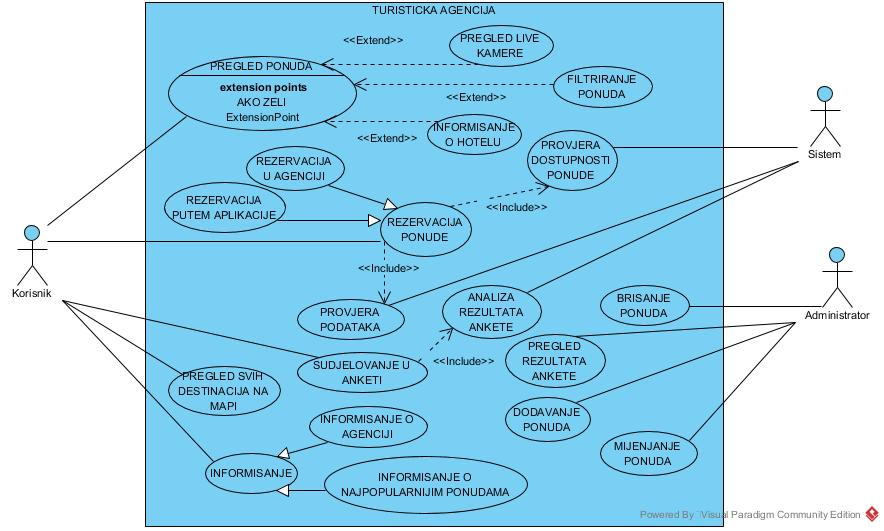 TURISTICKA AGENCIJA
<<Extend>>
PREGLED LIVE
KAMERE
PREGLED PONUDA
extension points
AKO ZELI
ExtensionPoint
FILTRIRANJE
PONUDA
<<Extend>>
INFORMISANJE
O HOTELU
<<Extend>>
PROVJERA
DOSTUPNOSTI
PONUDE
Sistem
REZERVACIJA
U AGENCIJI
REZERVACIJA
PUTEM APLIKACIJE
<<Include>>
REZERVACIJA
PONUDE
<<Include>>
Korisnik
PROVJERA
PODATAKA
ANALIZA
REZULTATA
ANKETE
BRISANJE
PONUDA
Administrator
PREGLED
REZULTATA
ANKETE
<<Include>>
SUDJELOVANJE U
ANKETI
PREGLED SVIH
DESTINACIJA NA
MAPI
DODAVANJE
PONUDA
INFORMISANJE O
AGENCIJI
MIJENJANJE
PONUDA
INFORMISANJE
INFORMISANJE O
NAJPOPULARNIJIM PONUDAMA
Powered By Visual Paradigm Community Edition